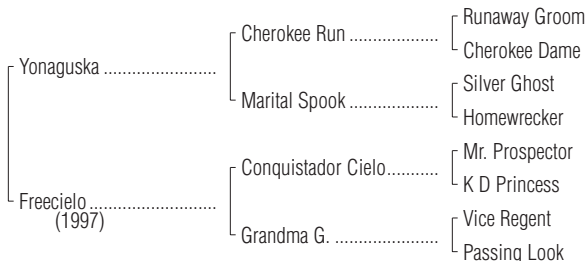 Runaway Groom
Cherokee Run ...................
Cherokee Dame
Yonaguska ........................
Silver Ghost
Marital Spook ...................
Homewrecker
Mr. Prospector
Conquistador Cielo...........
K D Princess
Freecielo ...........................
(1997)
Vice Regent
Grandma G. ......................
Passing Look